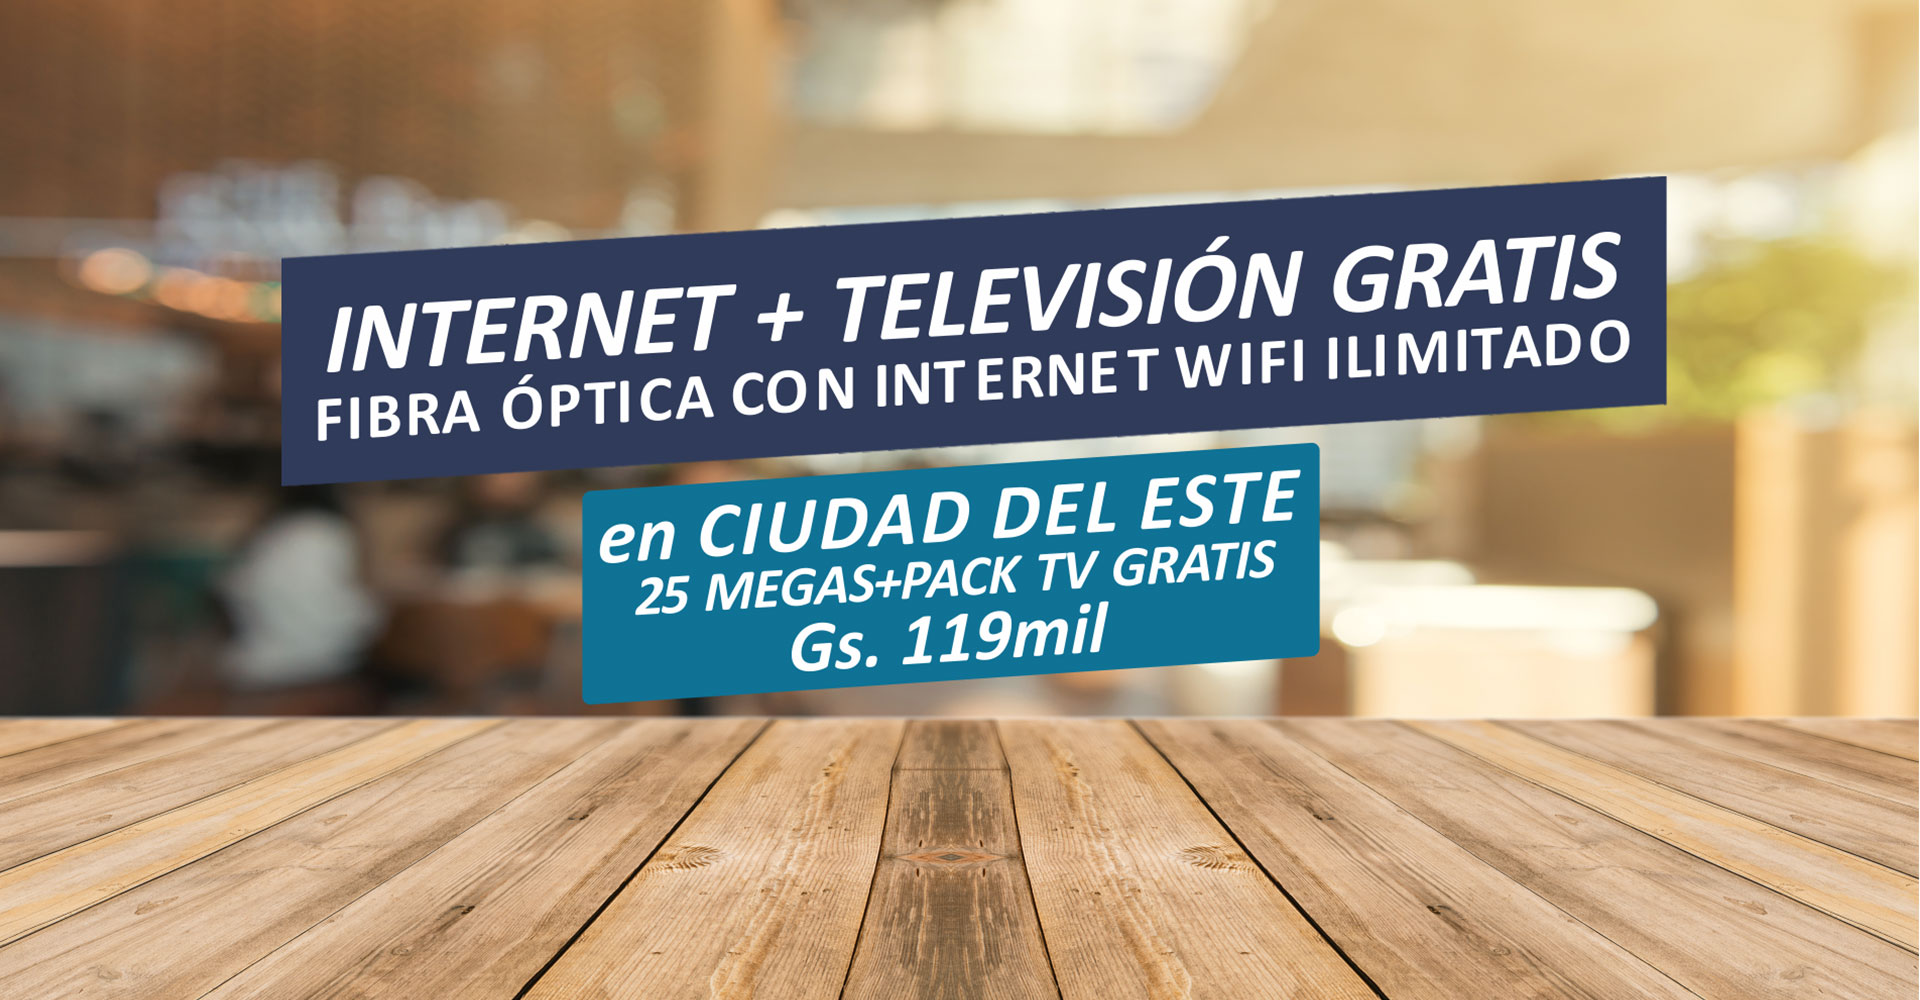 INTERNET + TELEVISIÓN GRATIS
FIBRA ÓPTICA CON INTERNET WIFI ILIMITADO
en CIUDAD DEL ESTE
25 MEGAS+PACK TV GRATIS
Gs. 119mil